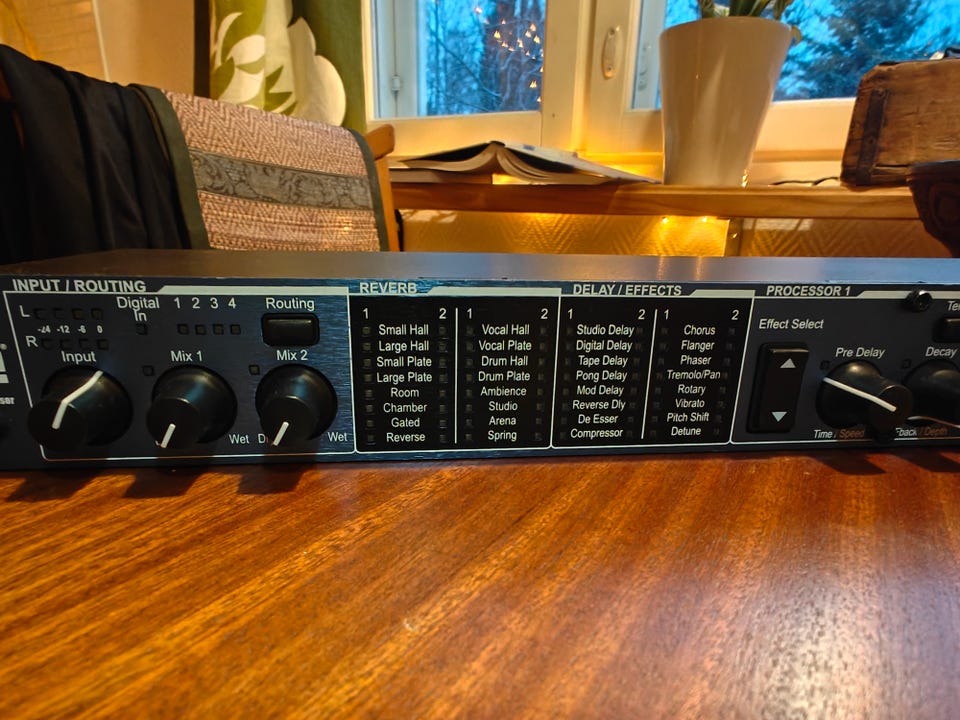 INPUT / ROUTING
L
-24 -12 -6 0
R
Digital In
1 2 3 4
Routing
Input
Mix 1
Mix 2
Wet
Wet
REVERB
1 2
Small Hall
Large Hall
Small Plate
Large Plate
Room
Chamber
Gated
Reverse
1 2
Vocal Hall
Vocal Plate
Drum Hall
Drum Plate
Ambience
Studio
Arena
Spring
DELAY / EFFECTS
1 2
Studio Delay
Digital Delay
Tape Delay
Pong Delay
Mod Delay
Reverse Dly
De Esser
Compressor
1 2
Chorus
Flanger
Phaser
Tremolo/Pan
Rotary
Vibrato
Pitch Shift
Detune
PROCESSOR 1
Effect Select
Pre Delay
Decay
Time / Speed
Fback / Depth